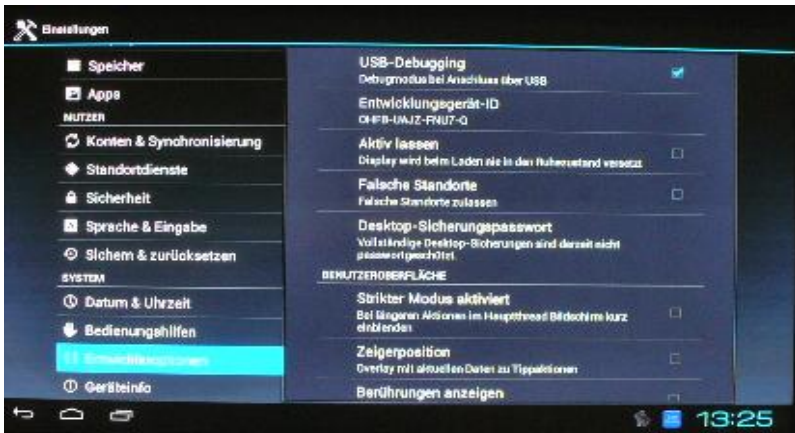 Einstellungen
Speicher
Apps
NUTZER
Konten & Synchronisierung
Standortdienste
Sicherheit
Sprache & Eingabe
Sichern & zurücksetzen
SYSTEM
Datum & Uhrzeit
Bedienungshilfen
Geräteinfo
USB-Debugging
Debugmodus bei Anschluss über USB
Entwicklungsgerät-ID
Aktiv lassen
Display wird beim Laden nie in den Ruhezustand versetzt
Falsche Standorte
Falsche Standorte zulassen
Desktop-Sicherungspasswort
Vollständige Desktop-Sicherungen sind derzeit nicht
passwortgeschützt.
BENUTZEROBERFLÄCHE
Strikter Modus aktiviert
Bei längeren Aktionen im Hauptthread Bildschirm kurz
einblenden
Zeigerposition
Overlay mit aktuellen Daten zu Tippaktionen
Berührungen anzeigen
13:25